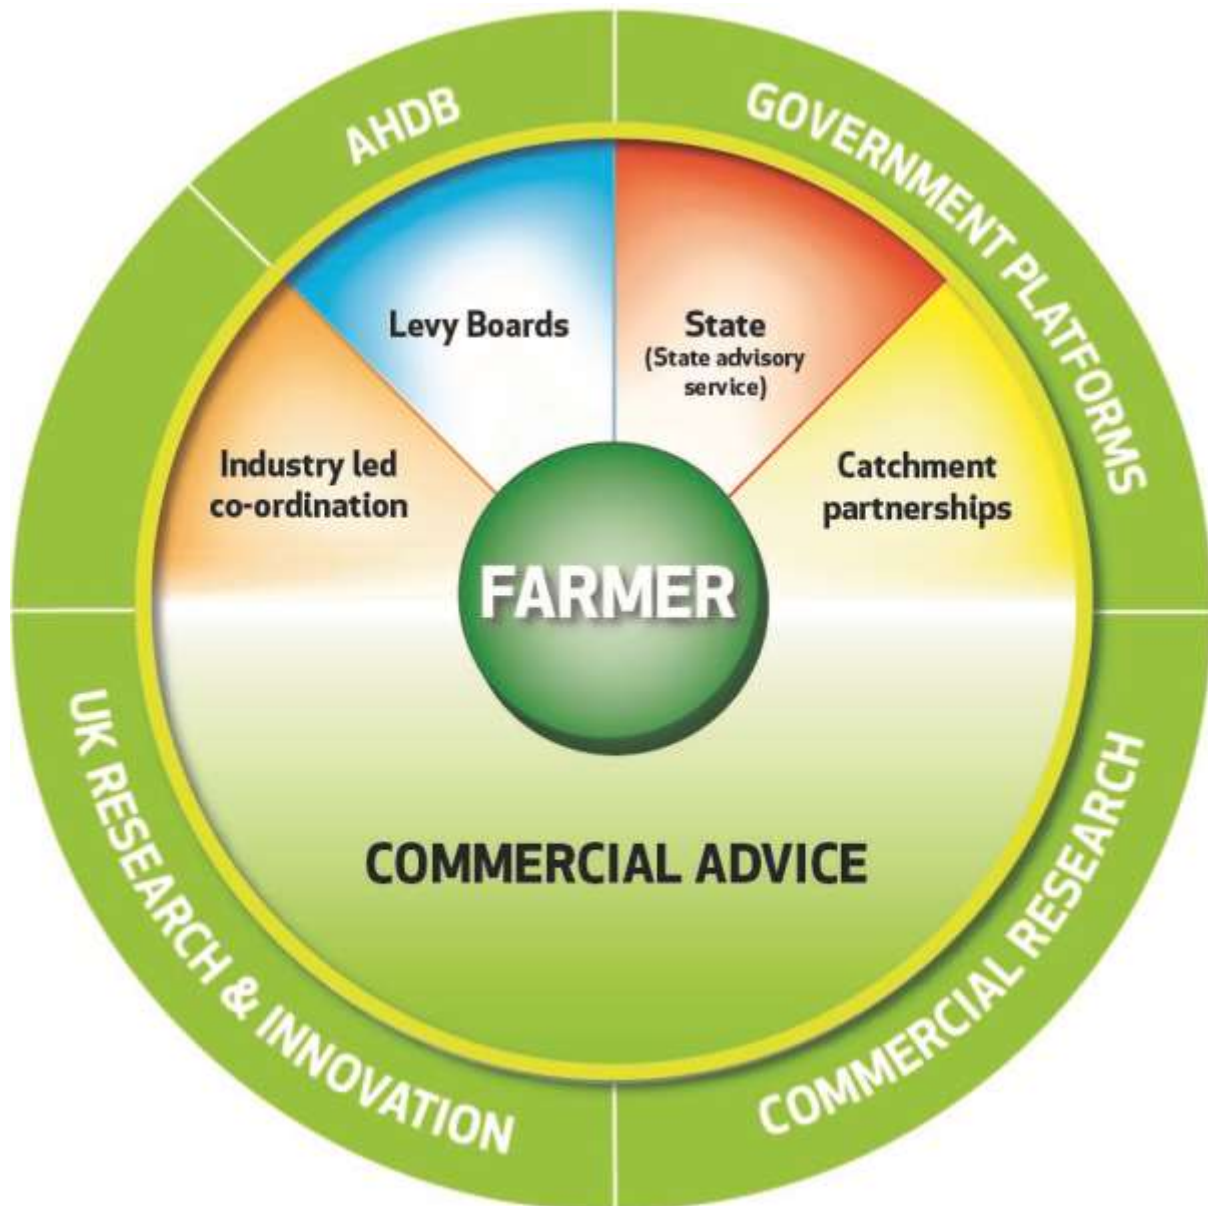 AHDB
GOVERNMENT PLATFORMS
Levy Boards
State
(State advisory
service)
Industry led
co-ordination
Catchment
partnerships
FARMER
COMMERCIAL ADVICE
UK RESEARCH & INNOVATION
COMMERCIAL RESEARCH